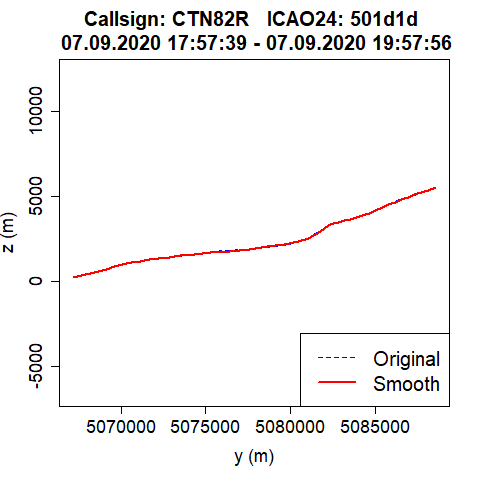 Callsign: CTN82R   ICAO24: 501d1d
07.09.2020 17:57:39 - 07.09.2020 19:57:56
z (m)
10000
5000
0
-5000
Original
Smooth
5070000 5075000 5080000 5085000
y (m)